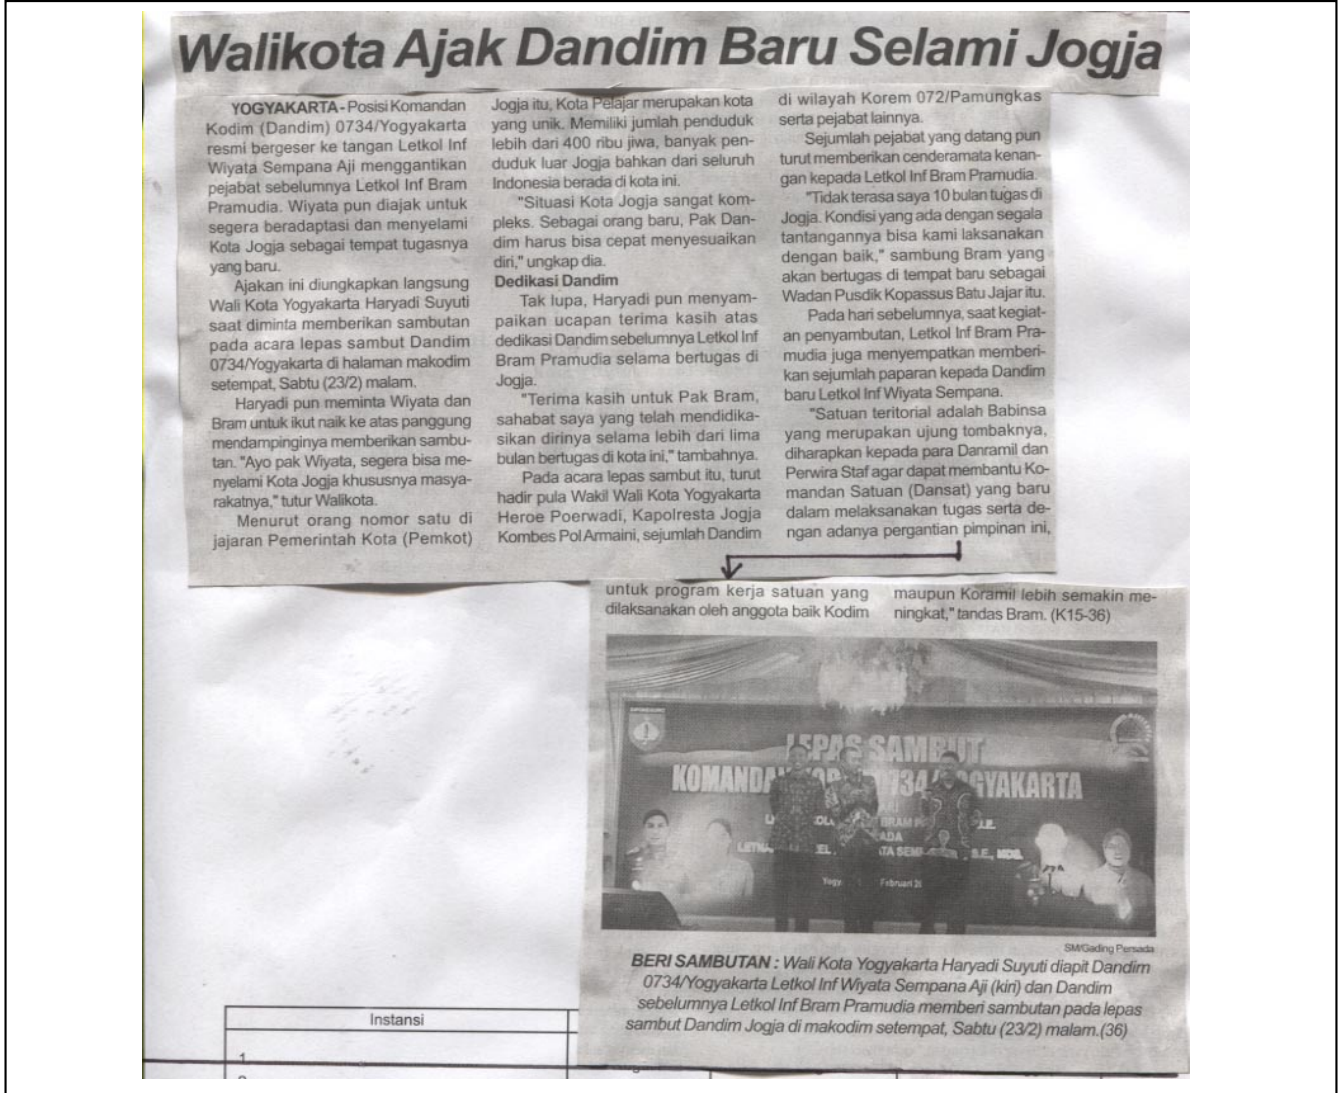 Walikota Ajak Dandim Baru Selami Jogja
YOGYAKARTA - Posisi Komandan
Kodim (Dandim) 0734/Yogyakarta
resmi bergeser ke tangan Letkol Inf
Wiyata Sempana Aji menggantikan
pejabat sebelumnya Letkol Inf Bram
Pramudia. Wiyata pun diajak untuk
segera beradaptasi dan menyelami
Kota Jogja sebagai tempat tugasnya
yang baru.
Ajakan ini diungkapkan langsung
Wali Kota Yogyakarta Haryadi Suyuti
saat diminta memberikan sambutan
pada acara lepas sambut Dandim
0734/Yogyakarta di halaman makodim
setempat, Sabtu (23/2) malam.
Haryadi pun meminta Wiyata dan
Bram untuk ikut naik ke atas panggung
mendampinginya memberikan sambu-
tan. "Ayo pak Wiyata, segera bisa me-
nyelami Kota Jogja khususnya masya-
rakatnya," tutur Walikota.
Menurut orang nomor satu di
jajaran Pemerintah Kota (Pemkot)
Jogja itu, Kota Pelajar merupakan kota
yang unik. Memiliki jumlah penduduk
lebih dari 400 ribu jiwa, banyak pen-
duduk luar Jogja bahkan dari seluruh
Indonesia berada di kota ini.
"Situasi Kota Jogja sangat kom-
pleks. Sebagai orang baru, Pak Dan-
dim harus bisa cepat menyesuaikan
diri," ungkap dia.
Dedikasi Dandim
Tak lupa, Haryadi pun menyam-
paikan ucapan terima kasih atas
dedikasi Dandim sebelumnya Letkol Inf
Bram Pramudia selama bertugas di
Jogja.
"Terima kasih untuk Pak Bram,
sahabat saya yang telah mendidika-
sikan dirinya selama lebih dari lima
bulan bertugas di kota ini," tambahnya.
Pada acara lepas sambut itu, turut
hadir pula Wakil Wali Kota Yogyakarta
Heroe Poerwadi, Kapolresta Jogja
Kombes Pol Armaini, sejumlah Dandim
di wilayah Korem 072/Pamungkas
serta pejabat lainnya.
Sejumlah pejabat yang datang pun
turut memberikan cenderamata kenan-
gan kepada Letkol Inf Bram Pramudia.
"Tidak terasa saya 10 bulan tugas di
Jogja. Kondisi yang ada dengan segala
tantangannya bisa kami laksanakan
dengan baik," sambung Bram yang
akan bertugas di tempat baru sebagai
Wadan Pusdik Kopassus Batu Jajar itu.
Pada hari sebelumnya, saat kegiat-
an penyambutan, Letkol Inf Bram Pra-
mudia juga menyempatkan memberi-
kan sejumlah paparan kepada Dandim
baru Letkol Inf Wiyata Sempana.
"Satuan teritorial adalah Babinsa
yang merupakan ujung tombaknya,
diharapkan kepada para Danramil dan
Perwira Staf agar dapat membantu Ko-
mandan Satuan (Dansat) yang baru
dalam melaksanakan tugas serta de-
ngan adanya pergantian pimpinan ini,
untuk program kerja satuan yang
dilaksanakan oleh anggota baik Kodim
maupun Koramil lebih semakin me-
ningkat," tandas Bram. (K15-36)
LEPAS SAMBUT
0734/YOGYAKARTA
Februari
SM/Gading Persada
BERI SAMBUTAN : Wali Kota Yogyakarta Haryadi Suyuti diapit Dandim
0734/Yogyakarta Letkol Inf Wiyata Sempana Aji (kiri) dan Dandim
sebelumnya Letkol Inf Bram Pramudia memberi sambutan pada lepas
sambut Dandim Jogja di makodim setempat, Sabtu (23/2) malam.(36)
Instansi
1.